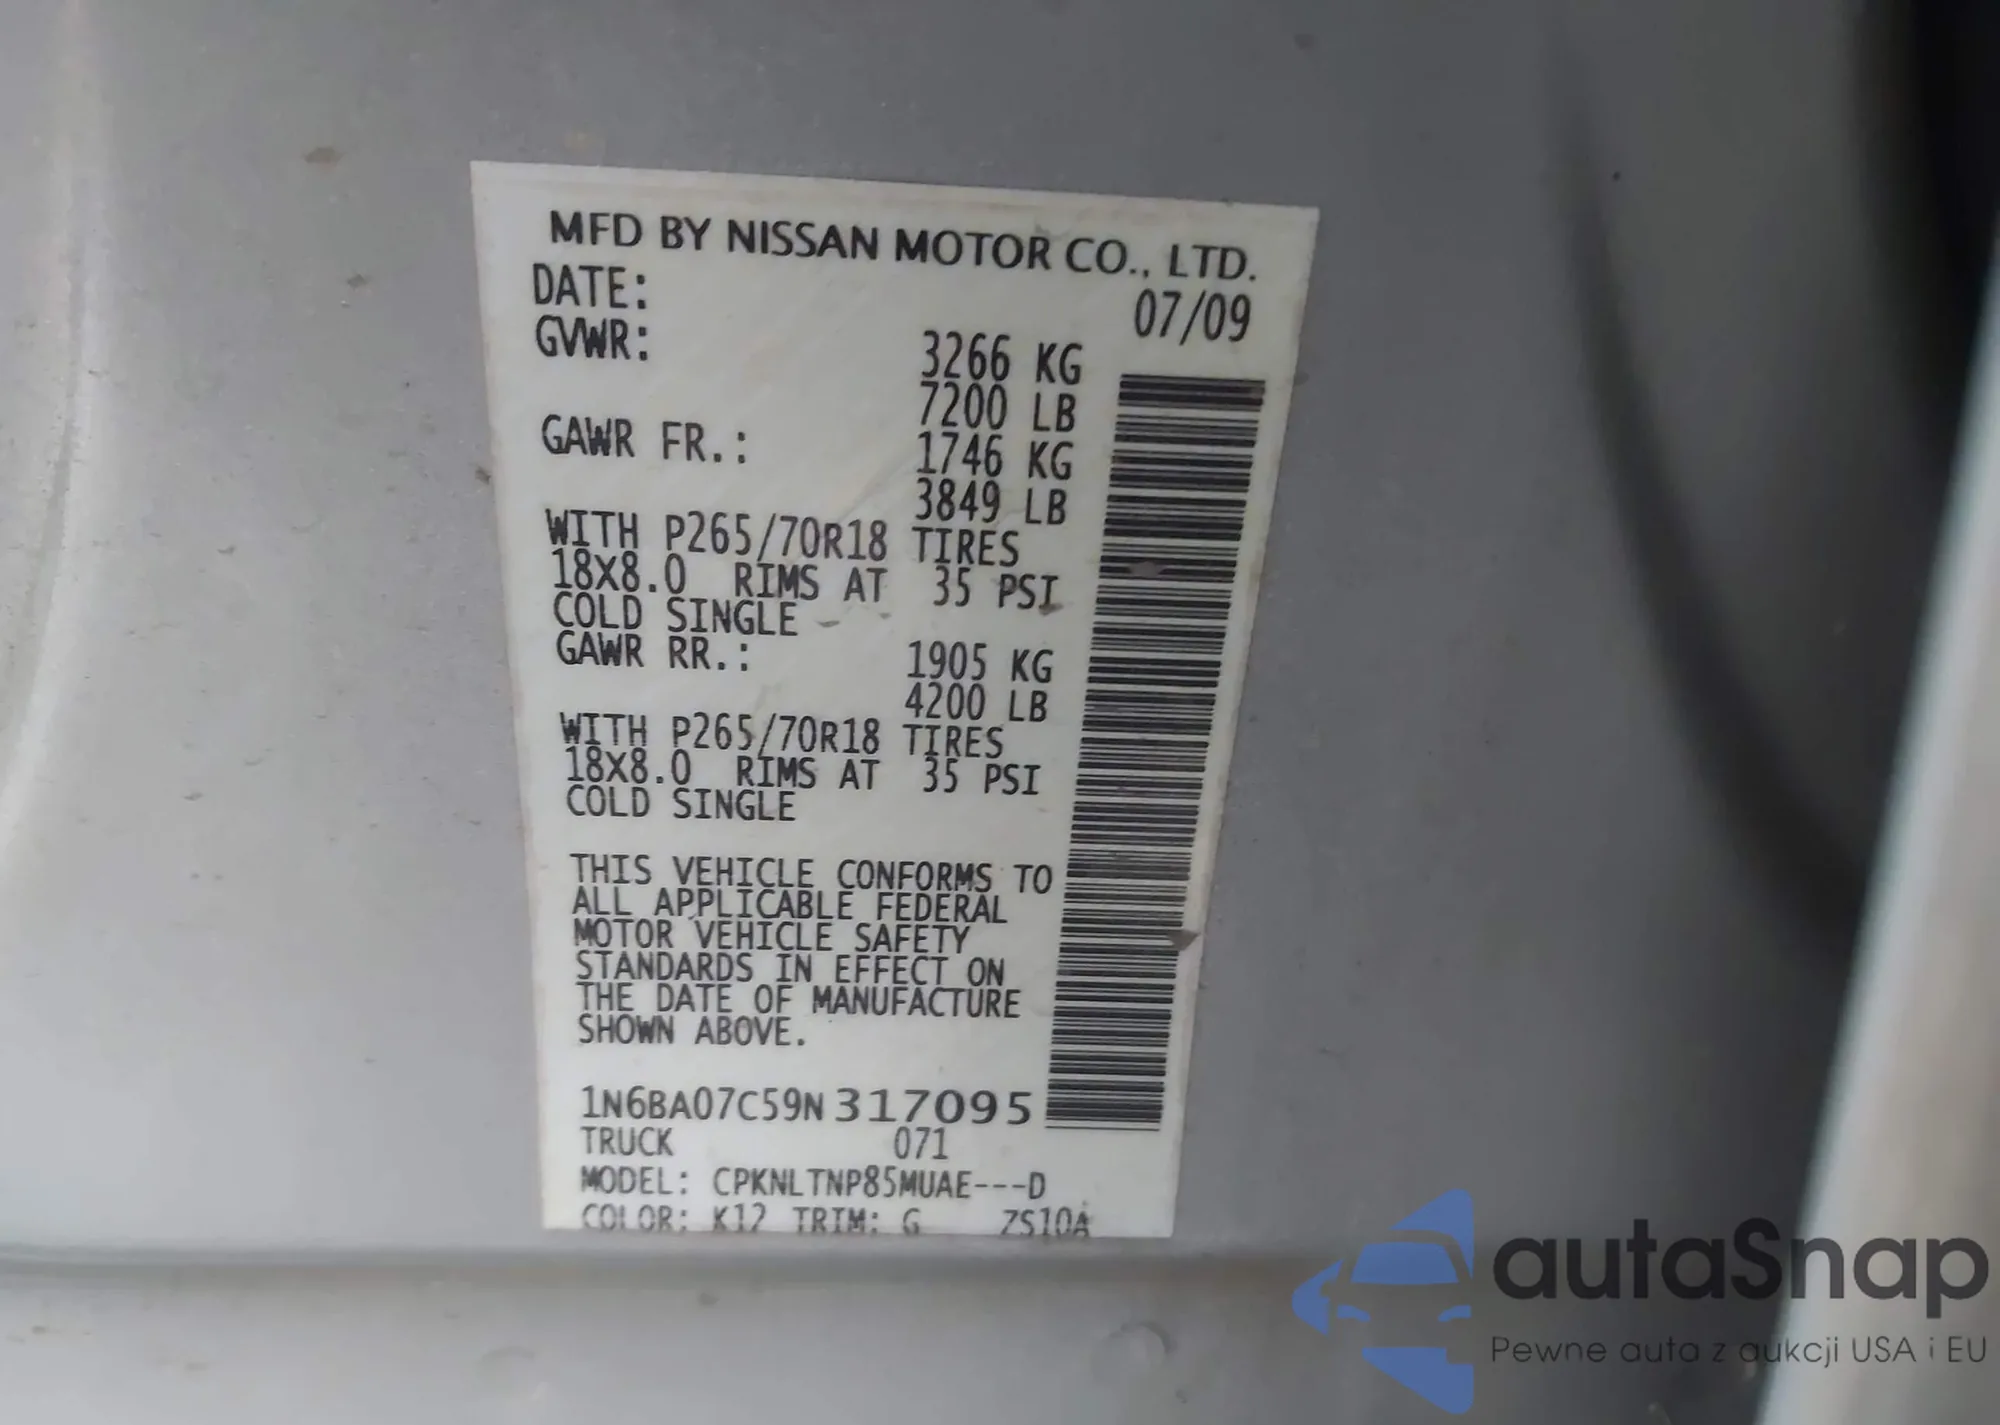 MFD BY NISSAN MOTOR CO., LTD.
DATE: 07/09
GVWR: 3266 KG
7200 LB
GAWR FR.: 1746 KG
3849 LB
WITH P265/70R18 TIRES
18X8.0 RIMS AT 35 PSI
COLD SINGLE
GAWR RR.: 1905 KG
4200 LB
WITH P265/70R18 TIRES
18X8.0 RIMS AT 35 PSI
COLD SINGLE
THIS VEHICLE CONFORMS TO
ALL APPLICABLE FEDERAL
MOTOR VEHICLE SAFETY
STANDARDS IN EFFECT ON
THE DATE OF MANUFACTURE
SHOWN ABOVE.
1N6BA07C59N317095
TRUCK 071
MODEL: CPKNLTNP85MUAE---D
COLOR: K12 TRIM: G ZS10A
autaSnap
Pewne auta z aukcji USA i EU